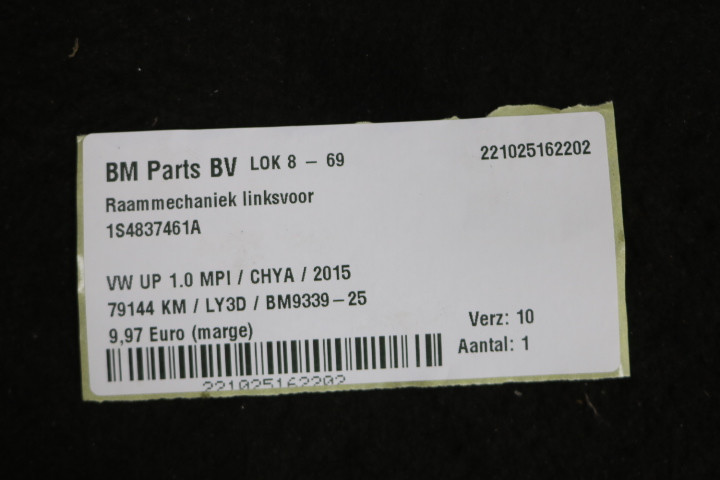 BM Parts BV LOK 8 - 69
221025162202
Raammechaniek linksvoor
1S4837461A
VW UP 1.0 MPI / CHYA / 2015
79144 KM / LY3D / BM9339-25
9,97 Euro (marge)
Verz: 10
Aantal: 1
221025162202